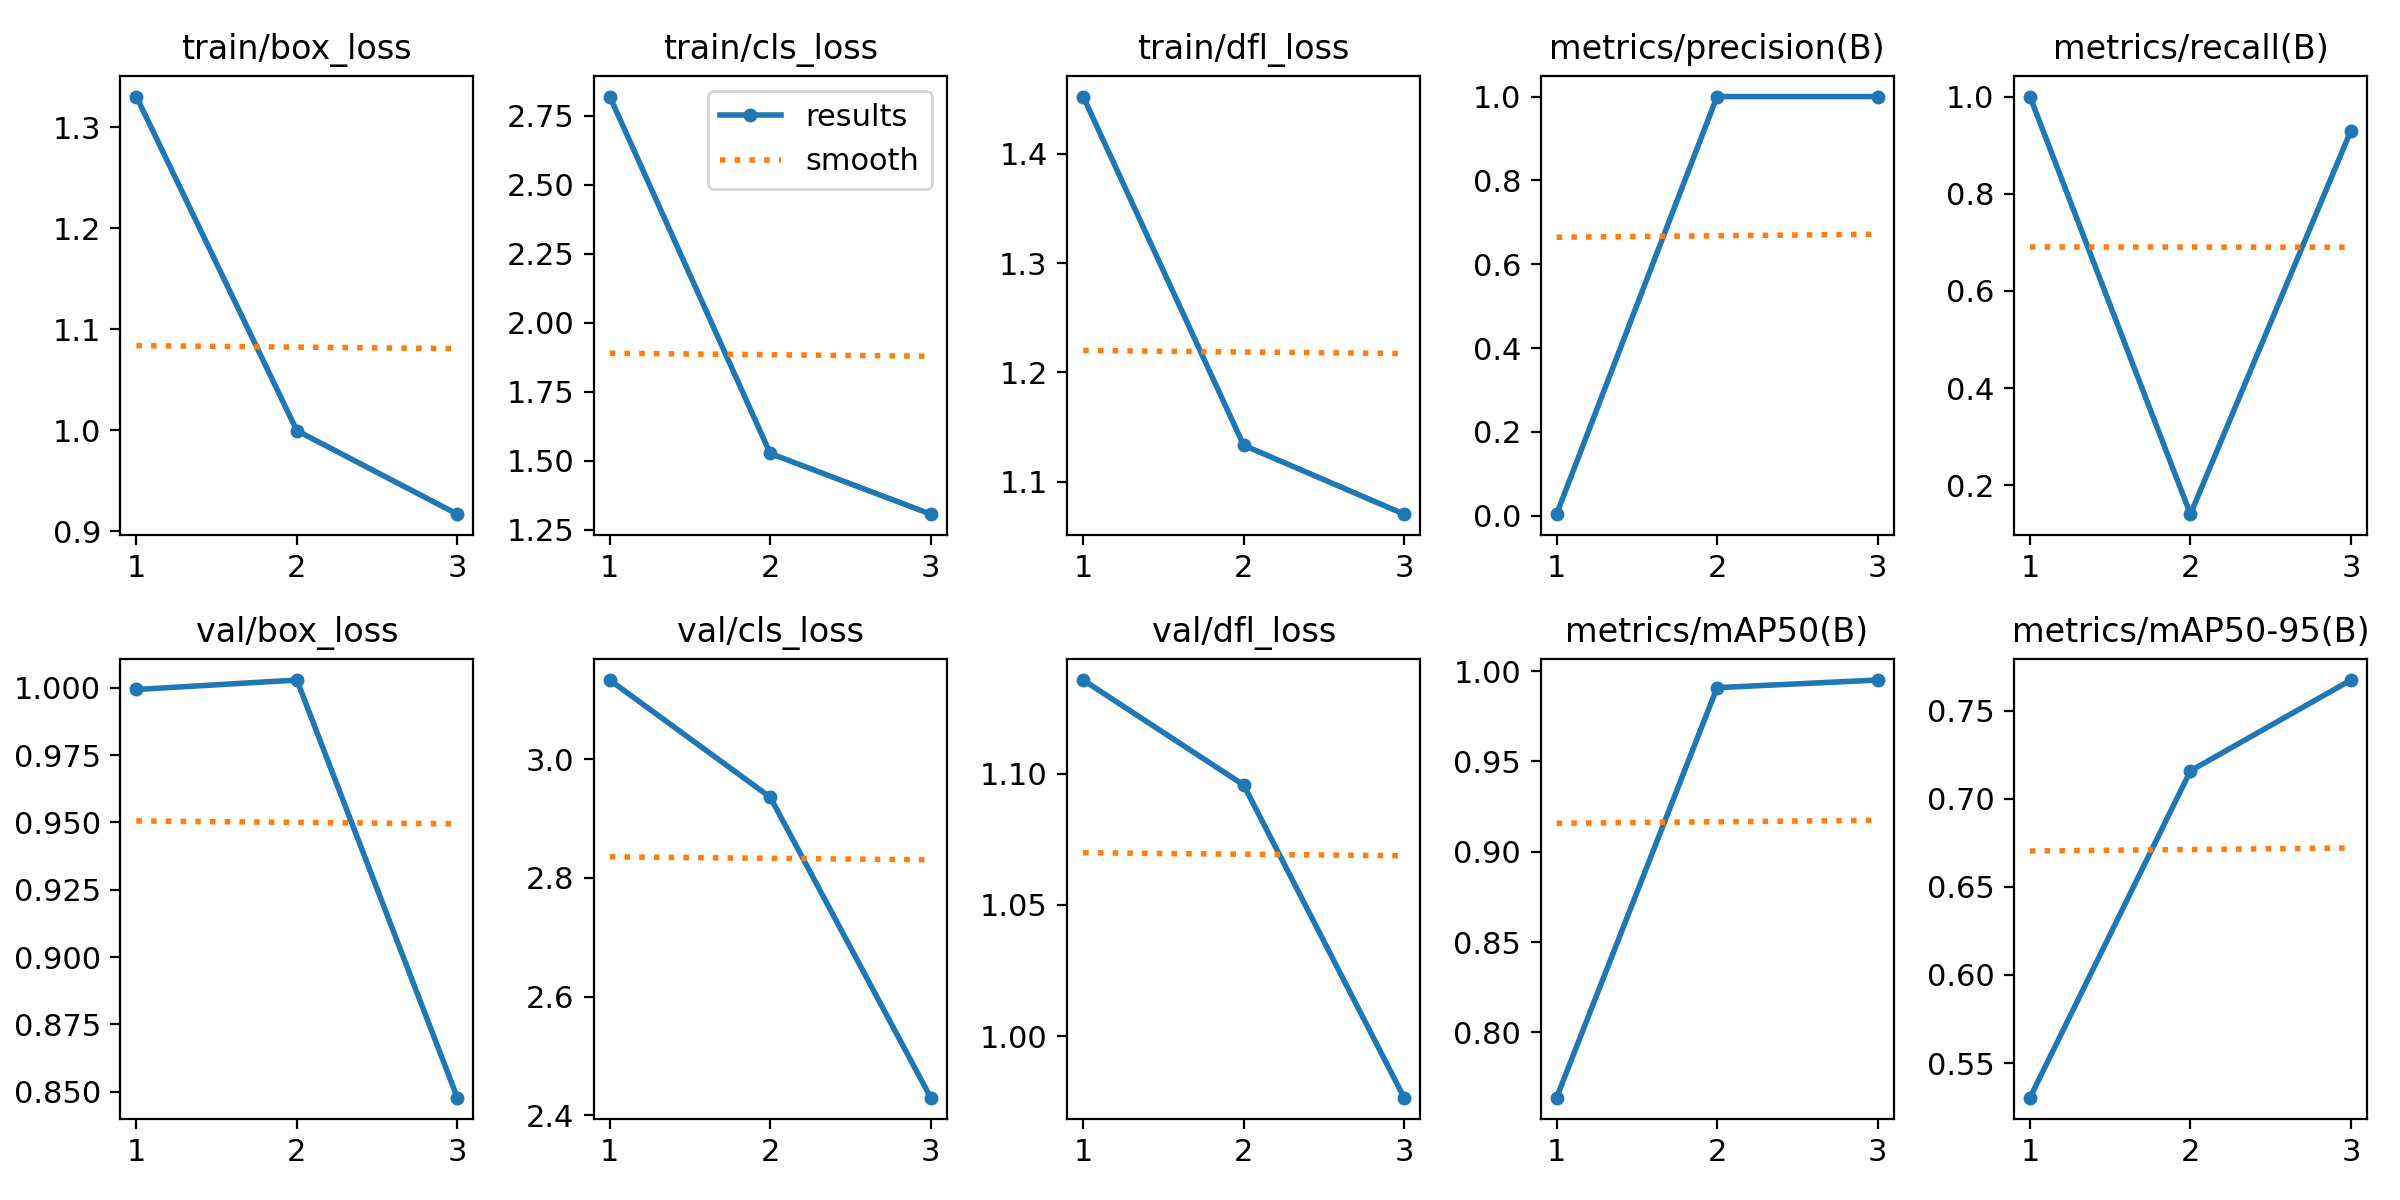 train/box_loss
1.3
1.2
1.1
1.0
0.9
1 2 3
train/cls_loss
results
smooth
2.75
2.50
2.25
2.00
1.75
1.50
1.25
1 2 3
train/dfl_loss
1.4
1.3
1.2
1.1
1 2 3
metrics/precision(B)
1.0
0.8
0.6
0.4
0.2
0.0
1 2 3
metrics/recall(B)
1.0
0.8
0.6
0.4
0.2
1 2 3
val/box_loss
1.000
0.975
0.950
0.925
0.900
0.875
0.850
1 2 3
val/cls_loss
3.0
2.8
2.6
2.4
1 2 3
val/dfl_loss
1.10
1.05
1.00
1 2 3
metrics/mAP50(B)
1.00
0.95
0.90
0.85
0.80
1 2 3
metrics/mAP50-95(B)
0.75
0.70
0.65
0.60
0.55
1 2 3